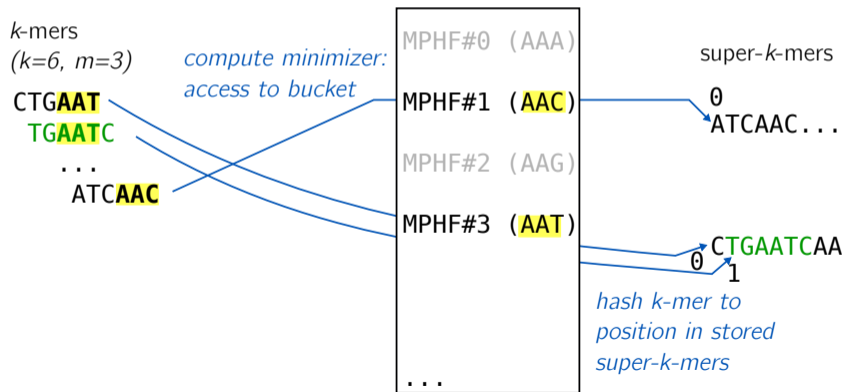 k-mers
(k=6, m=3)
CTGAAT
TGAATC
...
ATCAAC
compute minimizer:
access to bucket
MPHF#0 (AAA)
MPHF#1 (AAC)
MPHF#2 (AAG)
MPHF#3 (AAT)
...
super-k-mers
0
ATCAAC...
CTGAATCAA
0
1
hash k-mer to
position in stored
super-k-mers